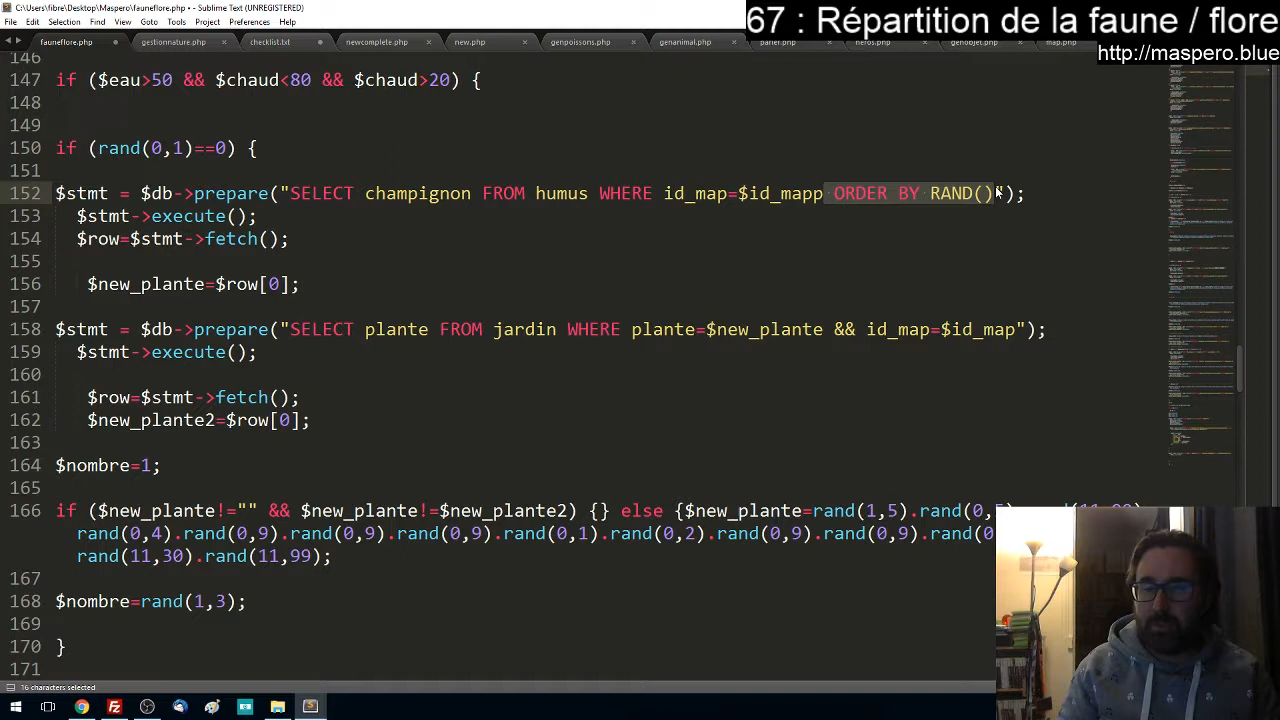 C:\Users\fibre\Desktop\Maspero\fauneflore.php • - Sublime Text (UNREGISTERED)
67 : Répartition de la faune / flore
File Edit Selection Find View Goto Tools Project Preferences Help
http://maspero.blue
fauneflore.php gestionnature.php checklist.txt newcomplete.php new.php genpoissons.php genanimal.php
146
147 if ($eau>50 && $chaud<80 && $chaud>20) {
148
149
150 if (rand(0,1)==0) {
151
152 $stmt = $db->prepare("SELECT champignon FROM humus WHERE id_map=$id_mapp ORDER BY RAND()");
153 $stmt->execute();
154 $row=$stmt->fetch();
155
156 $new_plante=$row[0];
157
158 $stmt = $db->prepare("SELECT plante FROM jardin WHERE plante=$new_plante && id_map=$id_map");
159 $stmt->execute();
160
161 $row=$stmt->fetch();
162 $new_plante2=$row[0];
163
164 $nombre=1;
165
166 if ($new_plante!="" && $new_plante!=$new_plante2) {} else {$new_plante=rand(1,5).rand(0,
rand(0,4).rand(0,9).rand(0,9).rand(0,9).rand(0,1).rand(0,2).rand(0,9).rand(0,9).rand(0,
rand(11,30).rand(11,99);
167
168 $nombre=rand(1,3);
169
170 }
171
16 characters selected